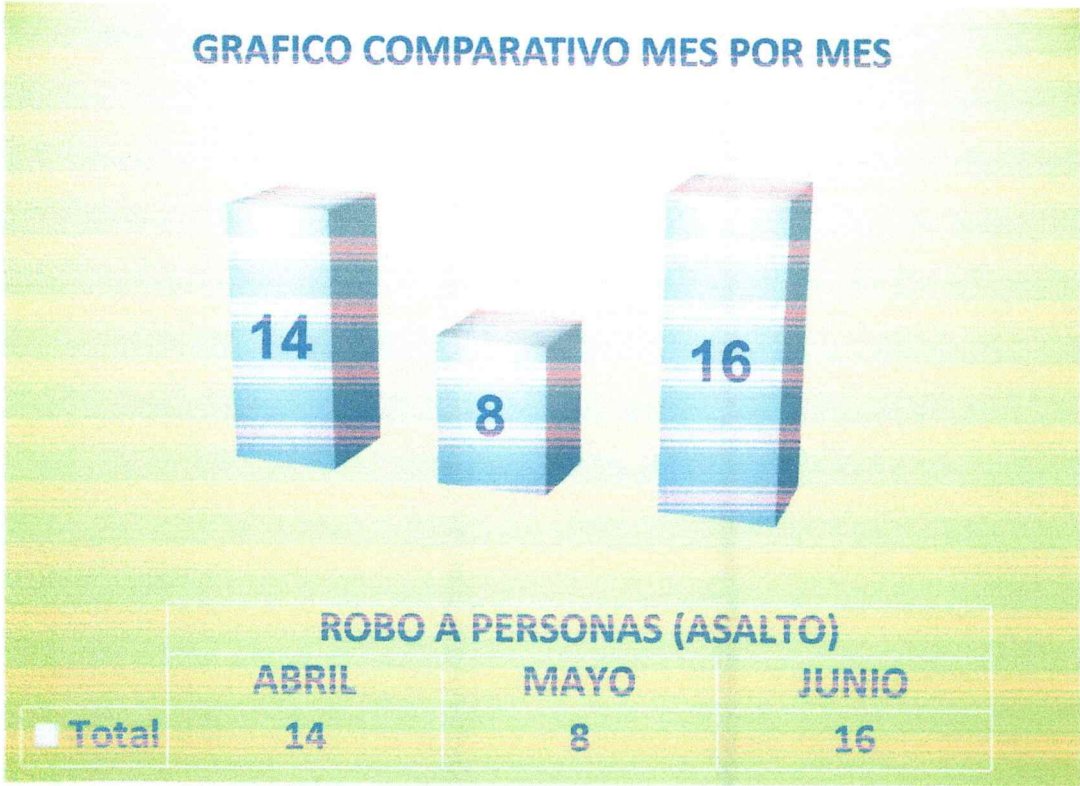 GRAFICO COMPARATIVO MES POR MES
14
8
16
ROBO A PERSONAS (ASALTO)
ABRIL MAYO JUNIO
Total 14 8 16